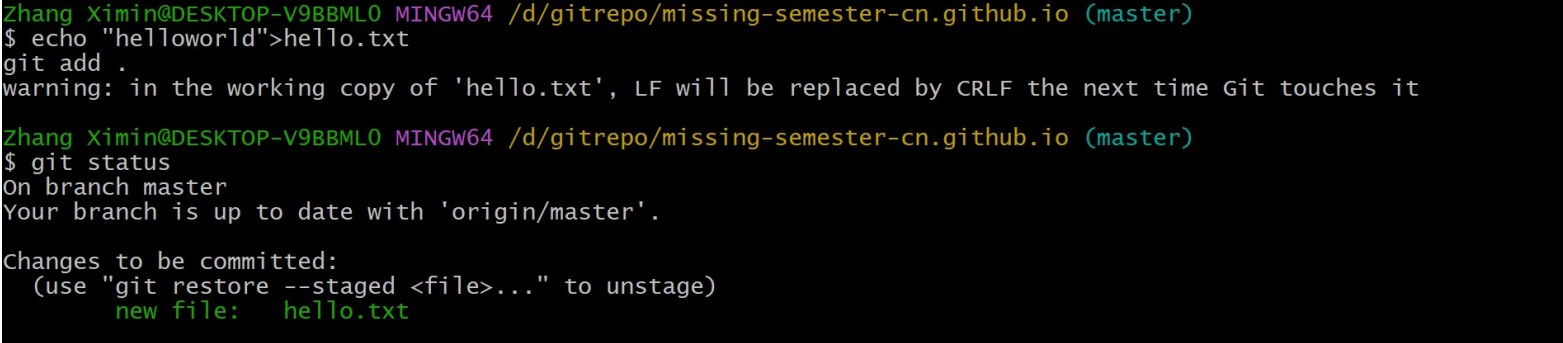 Zhang Ximin@DESKTOP-V9BBMLO MINGW64 /d/gitrepo/missing-semester-cn.github.io (master)
$ echo "helloworld">hello.txt
git add .
warning: in the working copy of 'hello.txt', LF will be replaced by CRLF the next time Git touches it
Zhang Ximin@DESKTOP-V9BBMLO MINGW64 /d/gitrepo/missing-semester-cn.github.io (master)
$ git status
On branch master
Your branch is up to date with 'origin/master'.
Changes to be committed:
  (use "git restore --staged <file>..." to unstage)
        new file:   hello.txt